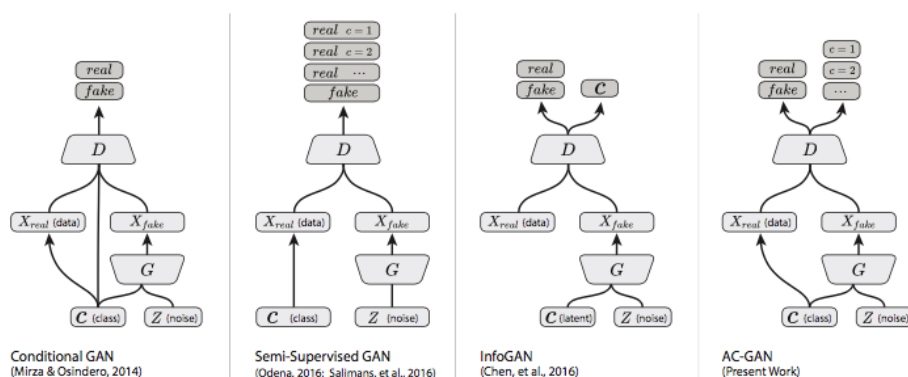 real
fake
D
X_real (data)
X_fake
G
C (class)
Z (noise)
Conditional GAN
(Mirza & Osindero, 2014)
real c = 1
real c = 2
real ...
fake
D
X_real (data)
X_fake
G
C (class)
Z (noise)
Semi-Supervised GAN
(Odena, 2016; Salimans, et al., 2016)
real
fake
C
D
X_real (data)
X_fake
G
C (latent)
Z (noise)
InfoGAN
(Chen, et al., 2016)
real
fake
c = 1
c = 2
...
D
X_real (data)
X_fake
G
C (class)
Z (noise)
AC-GAN
(Present Work)